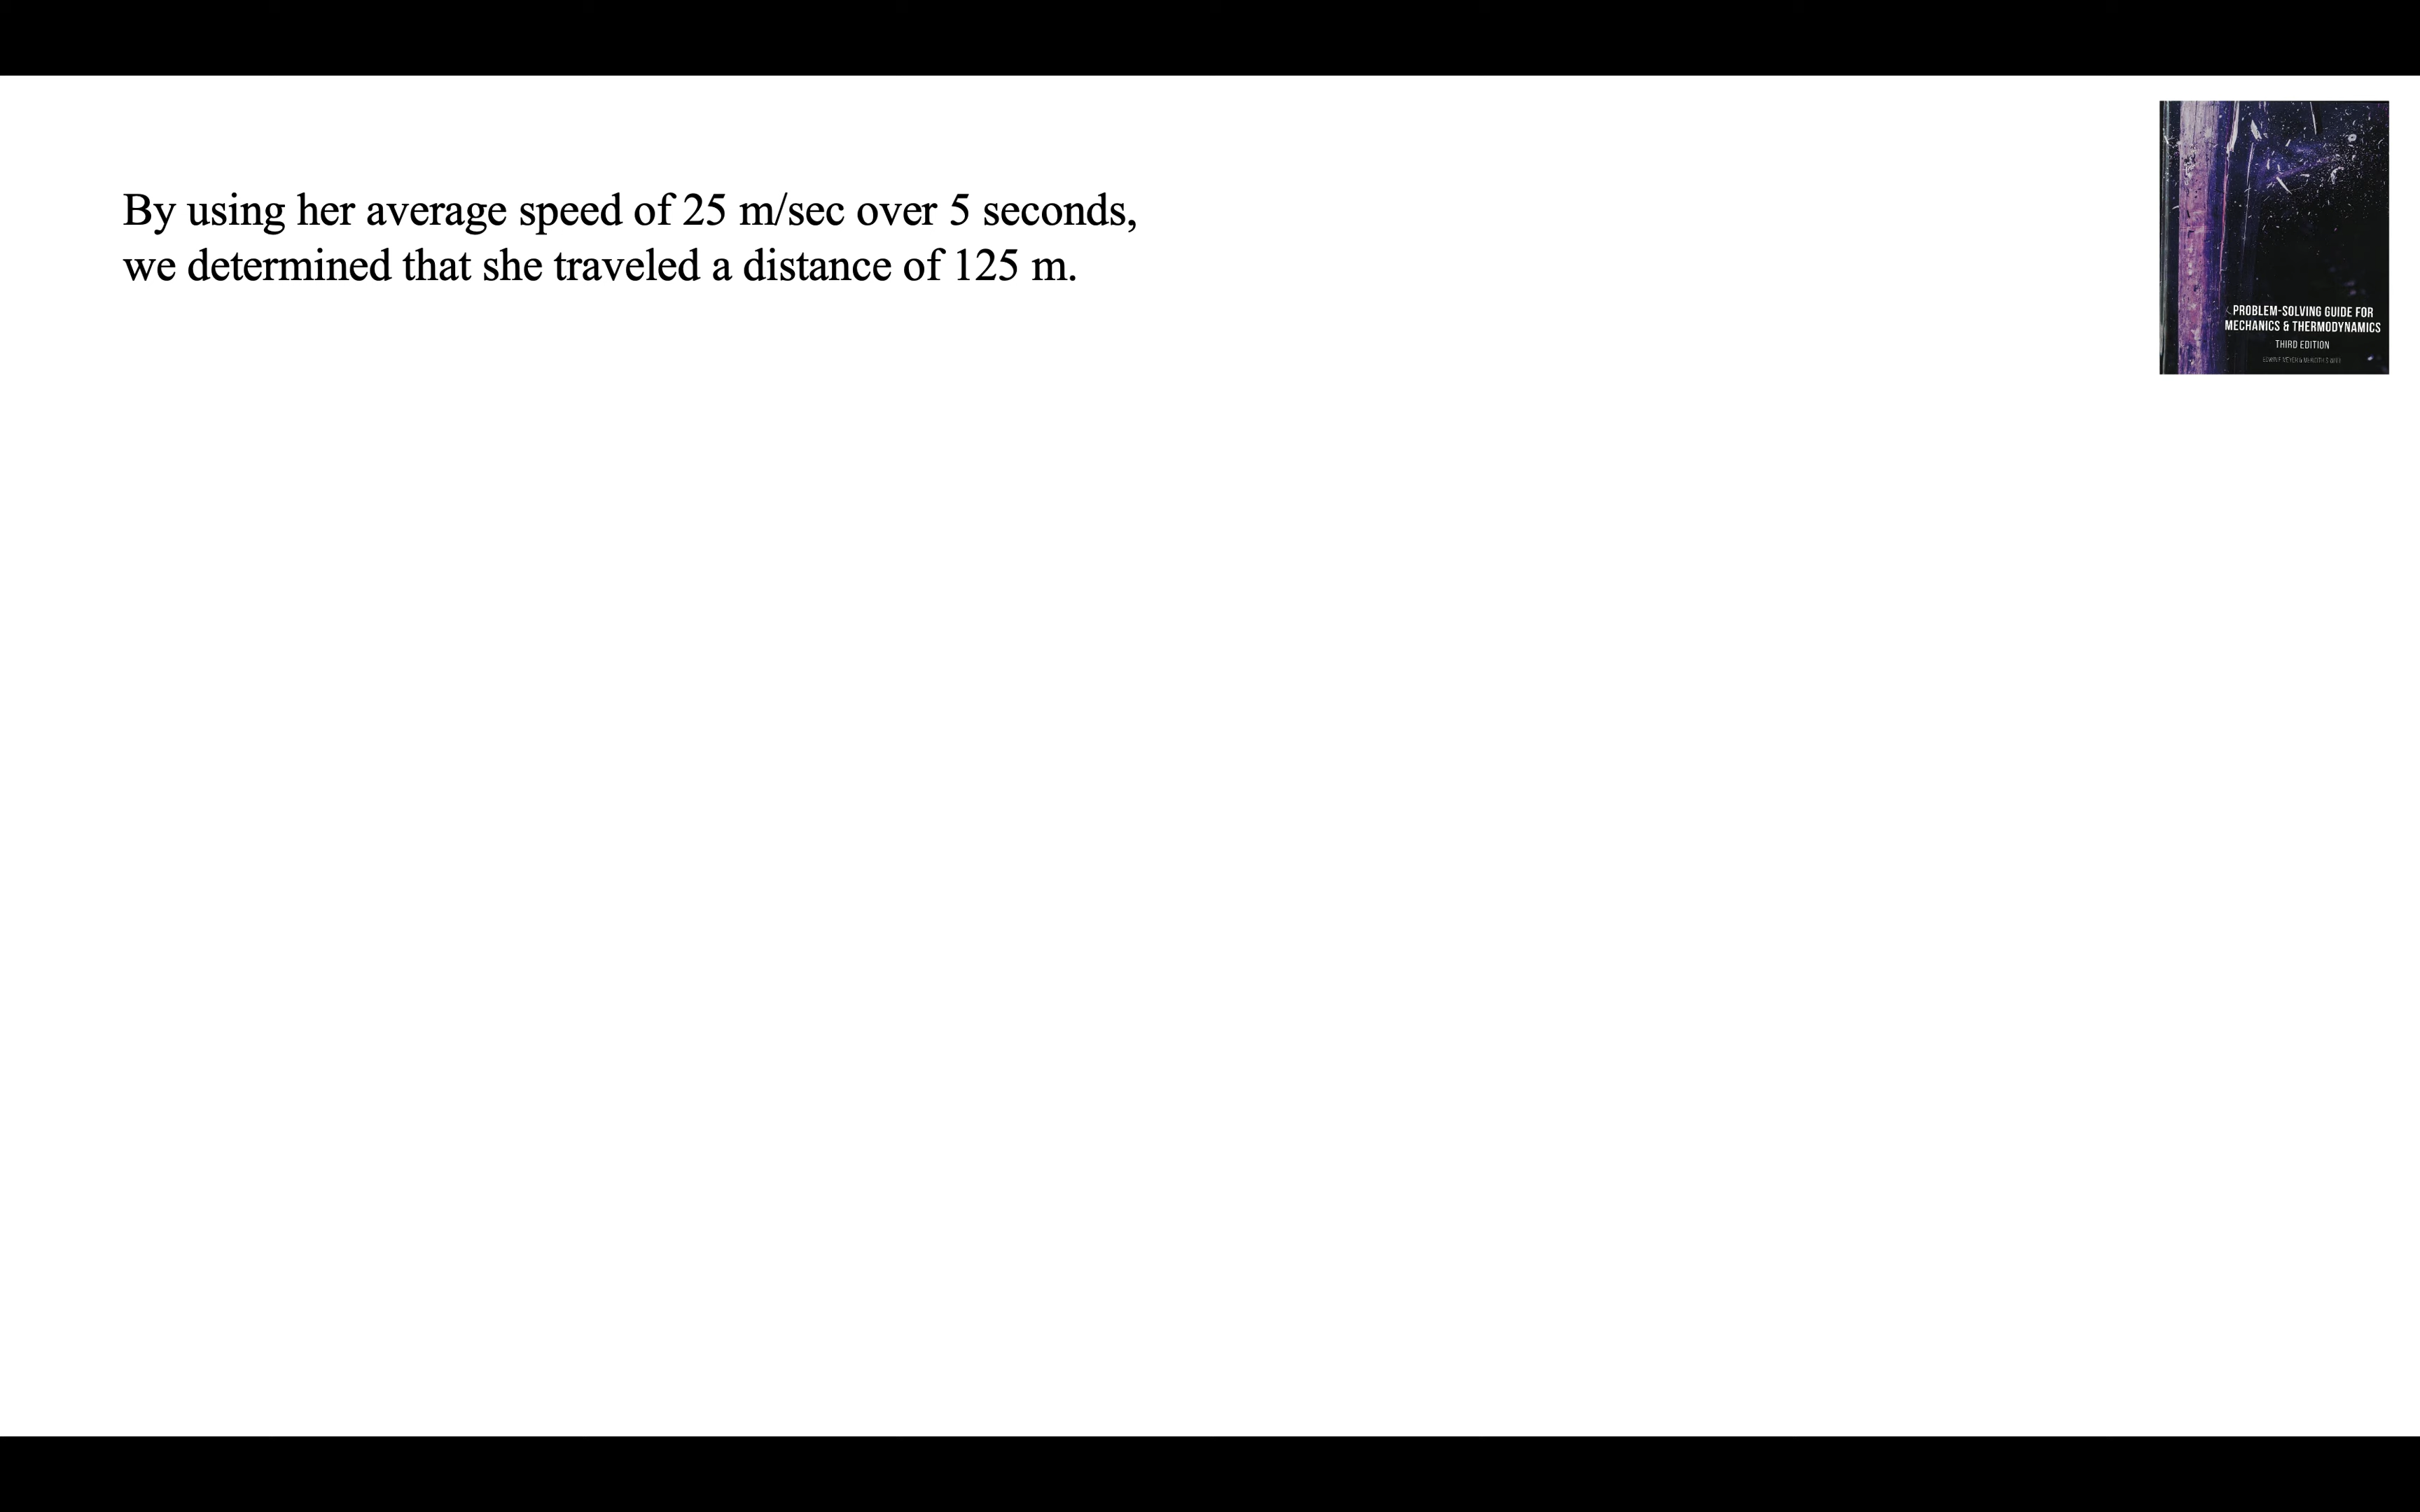 By using her average speed of 25 m/sec over 5 seconds,
we determined that she traveled a distance of 125 m.
PROBLEM-SOLVING GUIDE FOR
MECHANICS & THERMODYNAMICS
THIRD EDITION